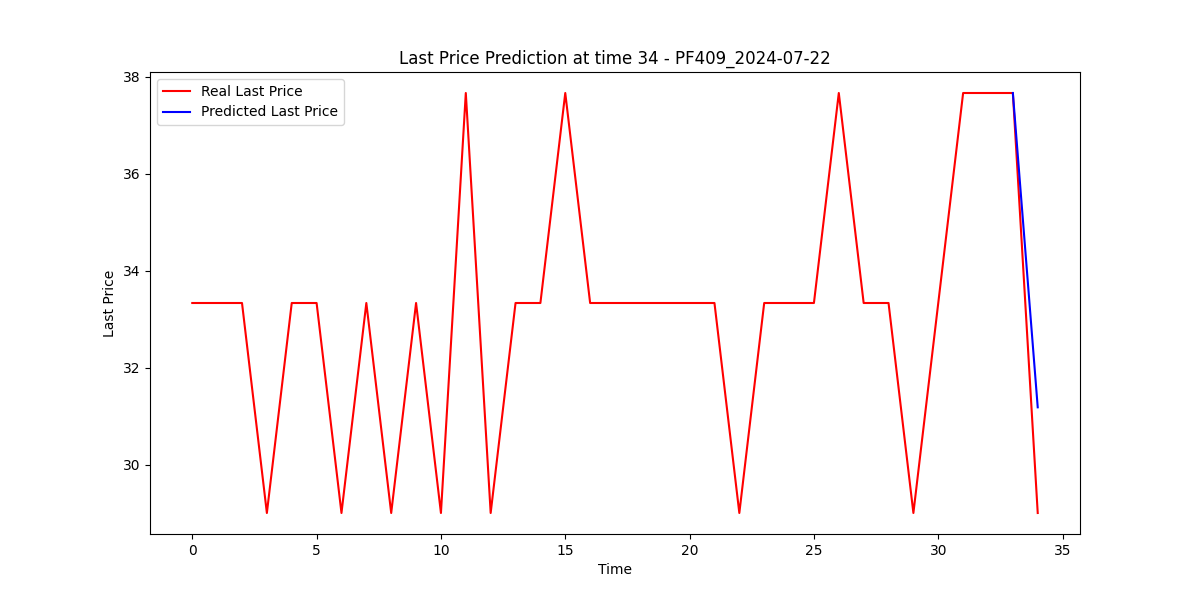 Last Price Prediction at time 34 - PF409_2024-07-22
Real Last Price
Predicted Last Price
38
36
34
32
30
Last Price
0 5 10 15 20 25 30 35
Time